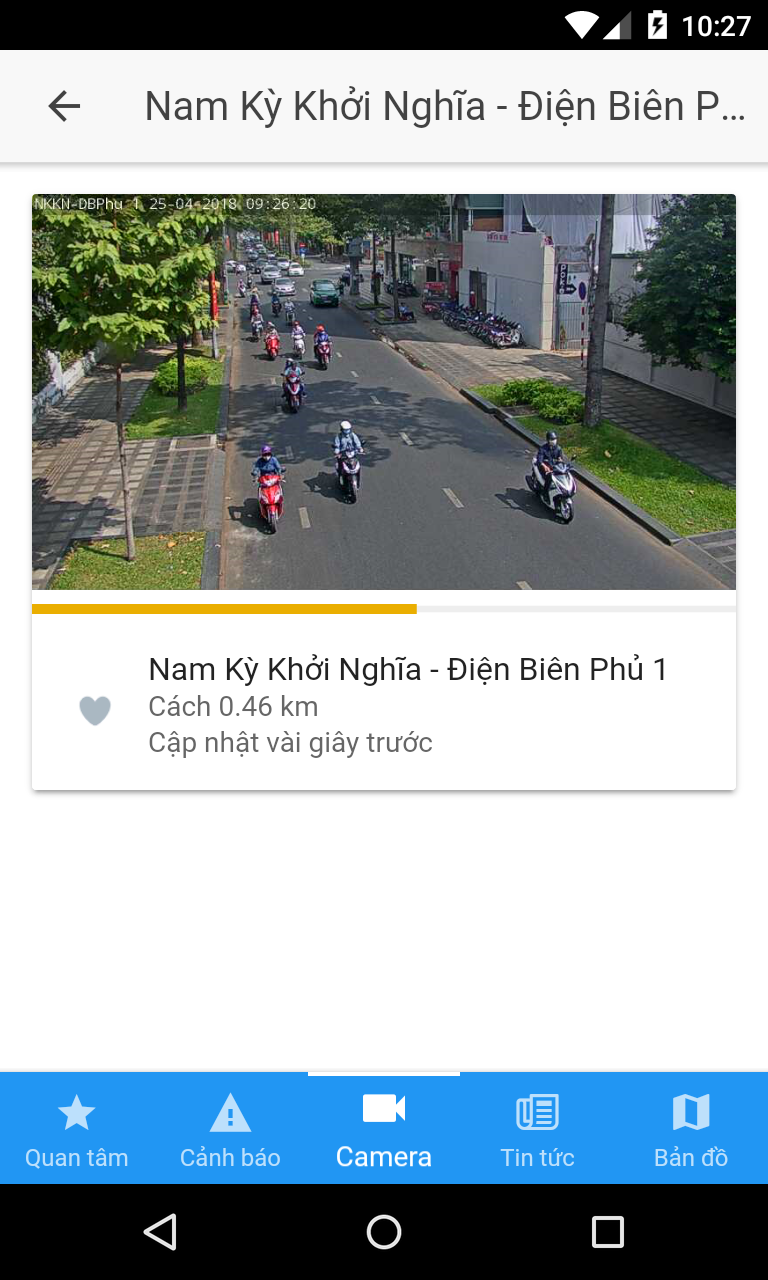 10:27
Nam Kỳ Khởi Nghĩa - Điện Biên P...
NKKN-DBPhu 1 25-04-2018 09:26:20
Nam Kỳ Khởi Nghĩa - Điện Biên Phủ 1
Cách 0.46 km
Cập nhật vài giây trước
Quan tâm
Cảnh báo
Camera
Tin tức
Bản đồ